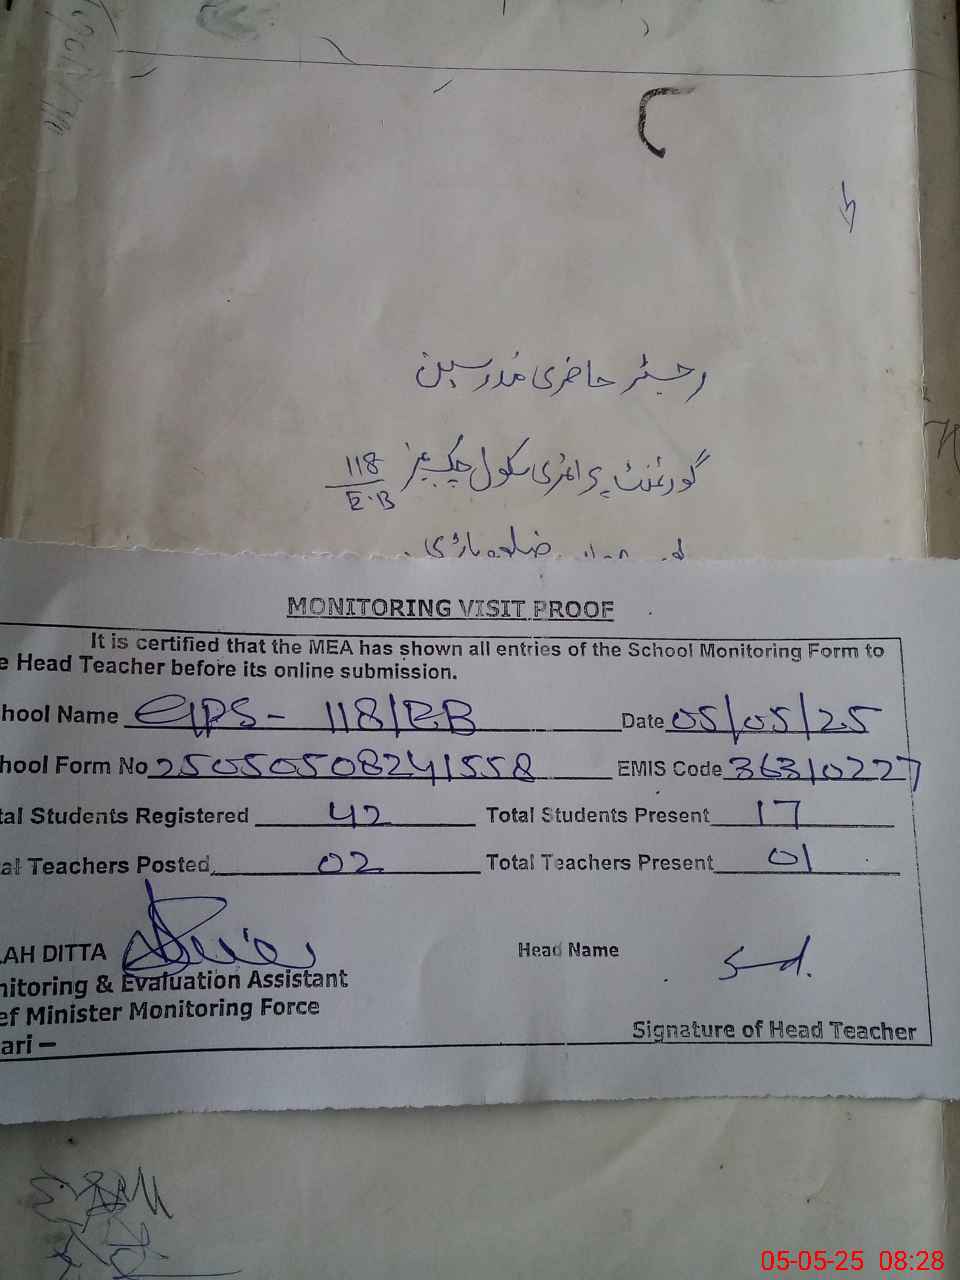 رجسٹر حاضری مدرسین
گورنمنٹ پرائمری سکول چک نمبر 118/E.B
ضلع وہاڑی
MONITORING VISIT PROOF
It is certified that the MEA has shown all entries of the School Monitoring Form to
e Head Teacher before its online submission.
hool Name GPS- 118/EB Date 05/05/25
hool Form No 25050508241558 EMIS Code 36310227
tal Students Registered 42 Total Students Present 17
al Teachers Posted 02 Total Teachers Present 01
LAH DITTA Head Name
nitoring & Evaluation Assistant
ef Minister Monitoring Force
Signature of Head Teacher
ari –
05-05-25 08:28